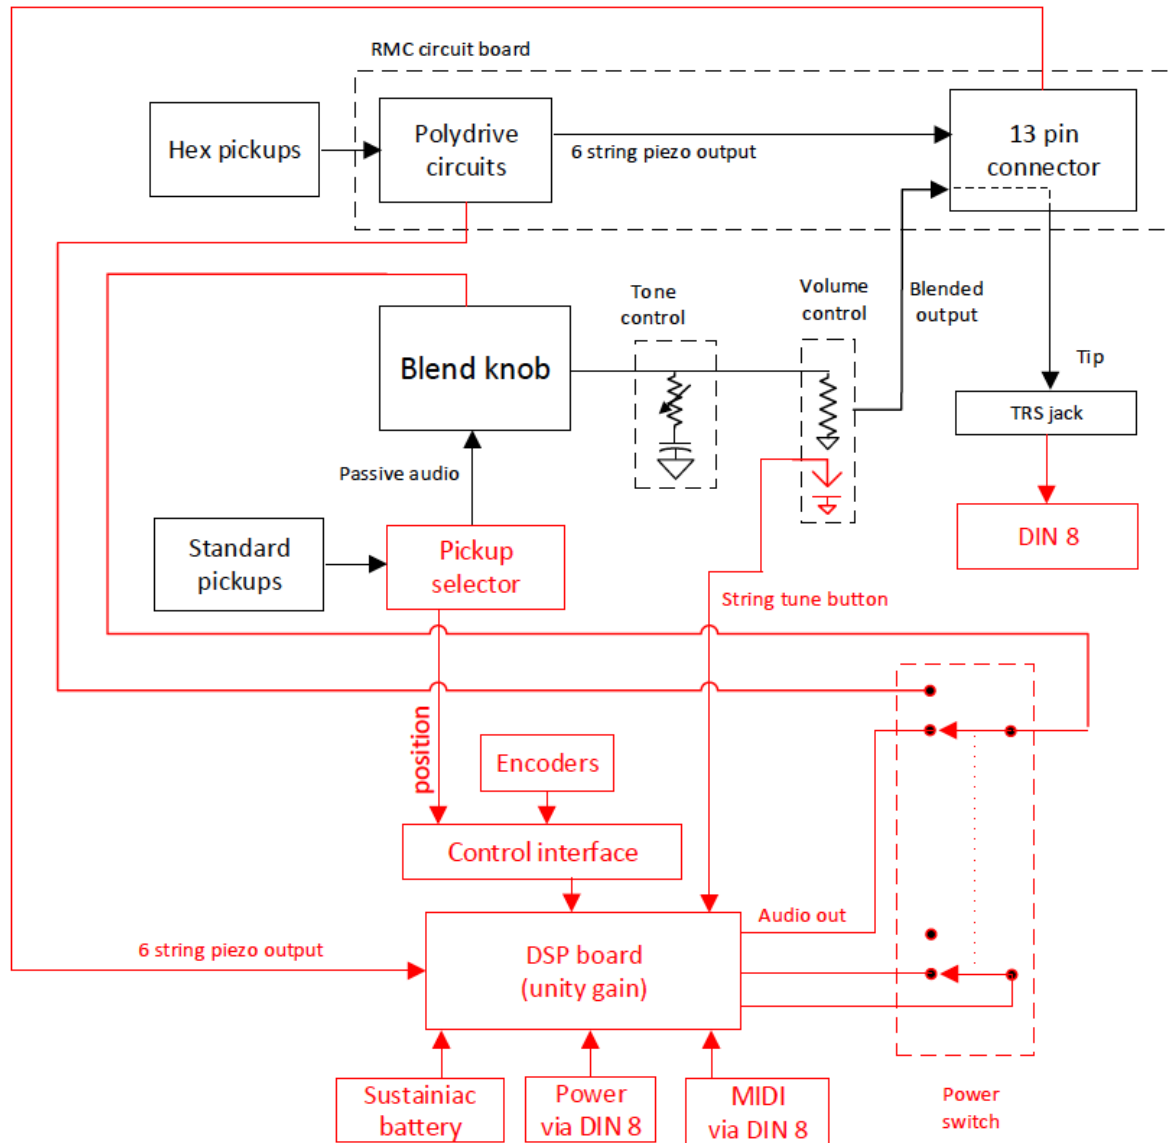 RMC circuit board
Hex pickups
Polydrive
circuits
6 string piezo output
13 pin
connector
Tone
control
Volume
control
Blended
output
Blend knob
Tip
TRS jack
Passive audio
DIN 8
Standard
pickups
Pickup
selector
String tune button
position
Encoders
Control interface
Audio out
6 string piezo output
DSP board
(unity gain)
Sustainiac
battery
Power
via DIN 8
MIDI
via DIN 8
Power
switch